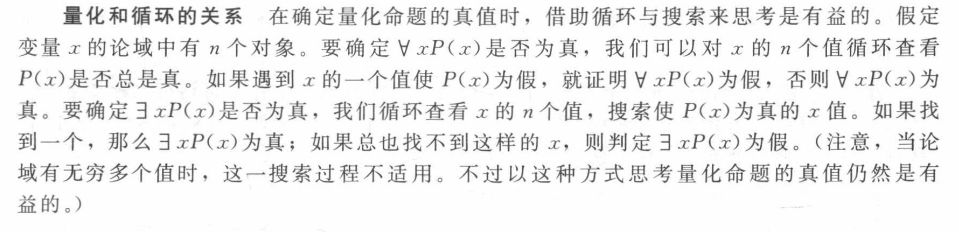 量化和循环的关系 在确定量化命题的真值时，借助循环与搜索来思考是有益的。假定
变量 x 的论域中有 n 个对象。要确定 ∀xP(x)是否为真，我们可以对 x 的 n 个值循环查看
P(x)是否总是真。如果遇到 x 的一个值使 P(x)为假，就证明 ∀xP(x)为假，否则 ∀xP(x)为
真。要确定 ∃xP(x)是否为真，我们循环查看 x 的 n 个值，搜索使 P(x)为真的 x 值。如果找
到一个，那么 ∃xP(x)为真；如果总也找不到这样的 x，则判定 ∃xP(x)为假。（注意，当论
域有无穷多个值时，这一搜索过程不适用。不过以这种方式思考量化命题的真值仍然是有
益的。）